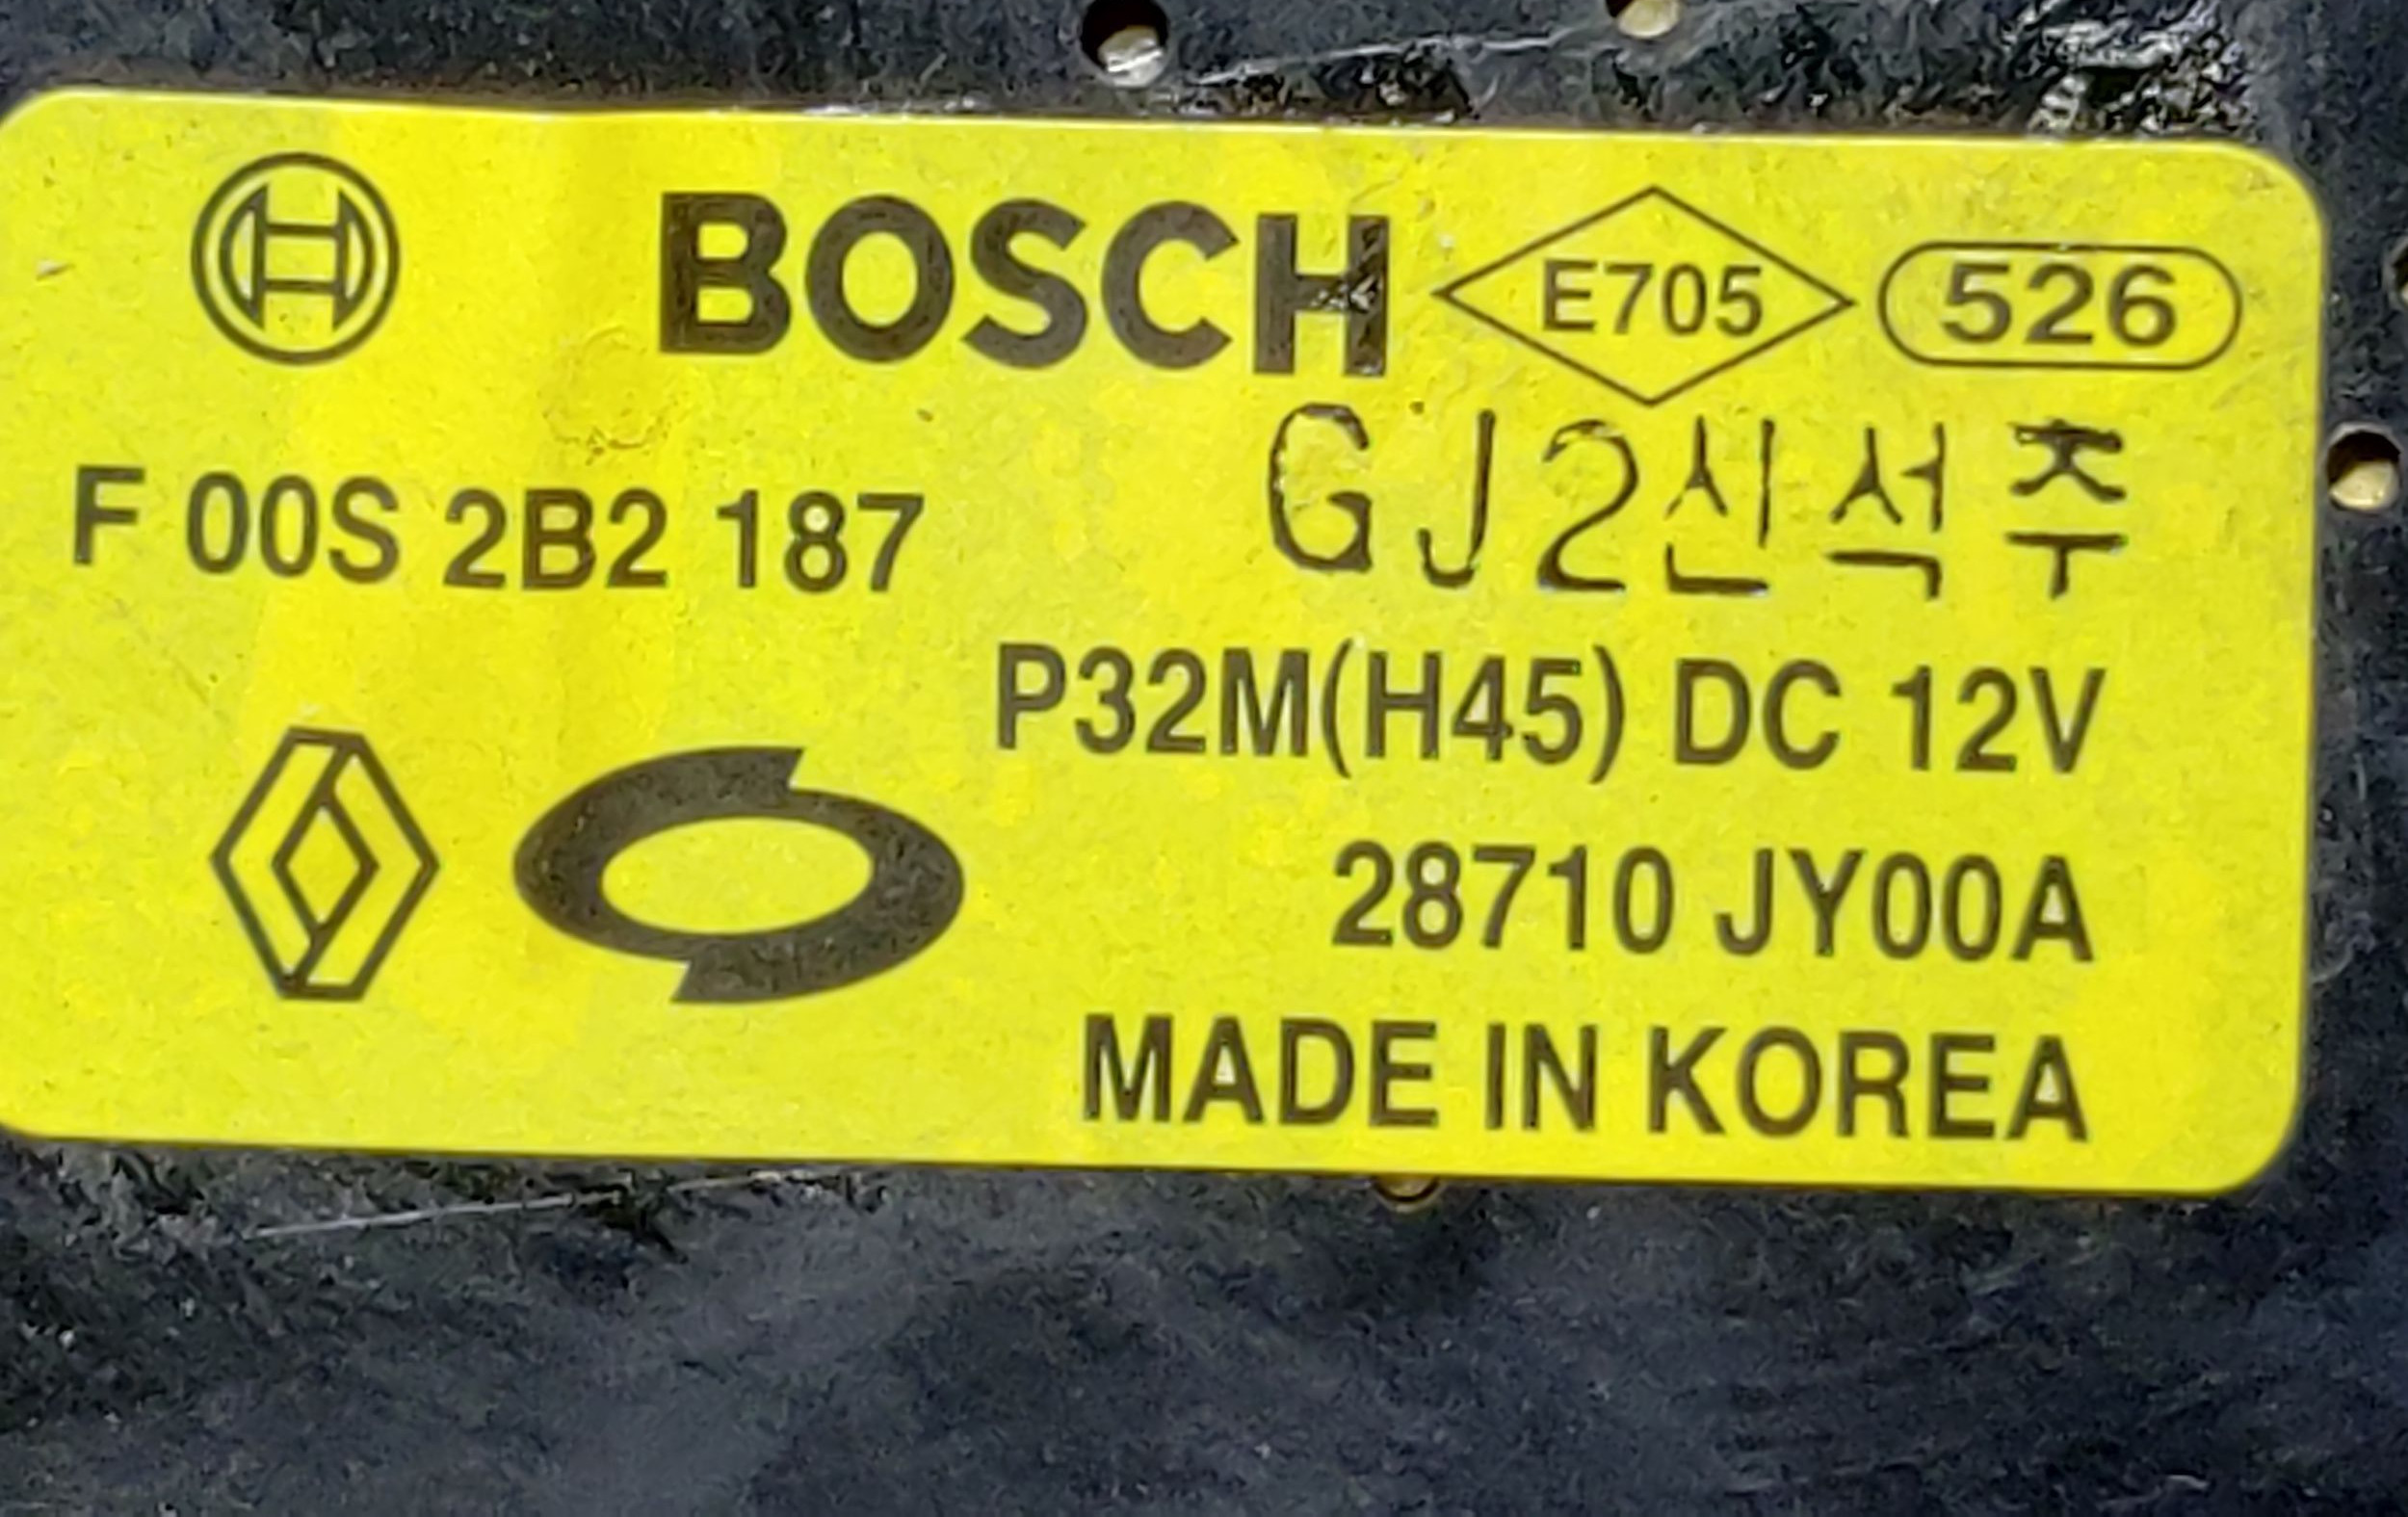 BOSCH E705 526
F 00S 2B2 187 GJ2신석주
P32M(H45) DC 12V
28710 JY00A
MADE IN KOREA